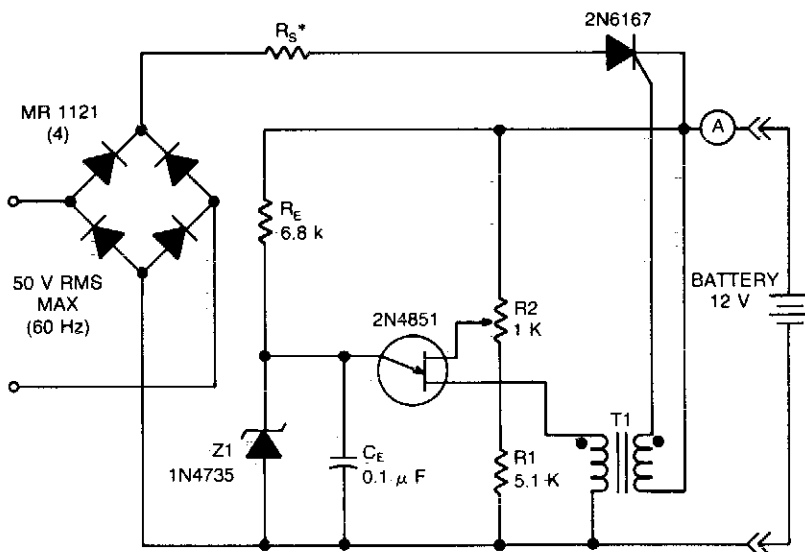 R_S*
2N6167
MR 1121
(4)
A
R_E
6.8 k
50 V RMS
MAX
(60 Hz)
BATTERY
12 V
2N4851
R2
1 K
T1
Z1
1N4735
C_E
0.1 μ F
R1
5.1 K